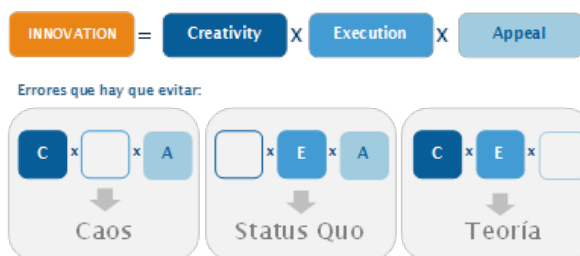 INNOVATION = Creativity X Execution X Appeal
Errores que hay que evitar:
C x x A
x E x A
C x E x
Caos
Status Quo
Teoría